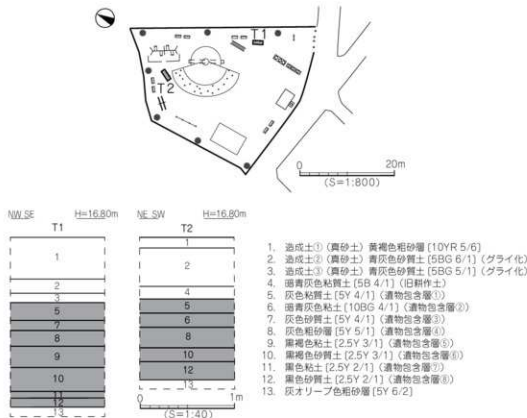 T1
T2
0 20m
(S=1:800)
NW SE H=16.80m
T1
1
2
3
5
7
8
9
10
11
12
13
NE SW H=16.80m
T2
1
2
4
5
6
8
10
12
13
0 1m
(S=1:40)
1. 造成土① (真砂土) 黄褐色粗砂層 [10YR 5/6]
2. 造成土② (真砂土) 青灰色砂質土 [5BG 6/1] (グライ化)
3. 造成土③ (真砂土) 青灰色砂質土 [5BG 5/1] (グライ化)
4. 暗青灰色粘質土 [5B 4/1] (旧耕作土)
5. 灰色粘質土 [5Y 4/1] (遺物包含層①)
6. 暗青灰色粘土 [10BG 4/1] (遺物包含層②)
7. 灰色砂質土 [5Y 4/1] (遺物包含層③)
8. 灰色粗砂層 [5Y 5/1] (遺物包含層④)
9. 黒褐色粘土 [2.5Y 3/1] (遺物包含層⑤)
10. 黒褐色砂質土 [2.5Y 3/1] (遺物包含層⑥)
11. 黒色粘土 [2.5Y 2/1] (遺物包含層⑦)
12. 黒色砂質土 [2.5Y 2/1] (遺物包含層⑧)
13. 灰オリーブ色粗砂層 [5Y 6/2]